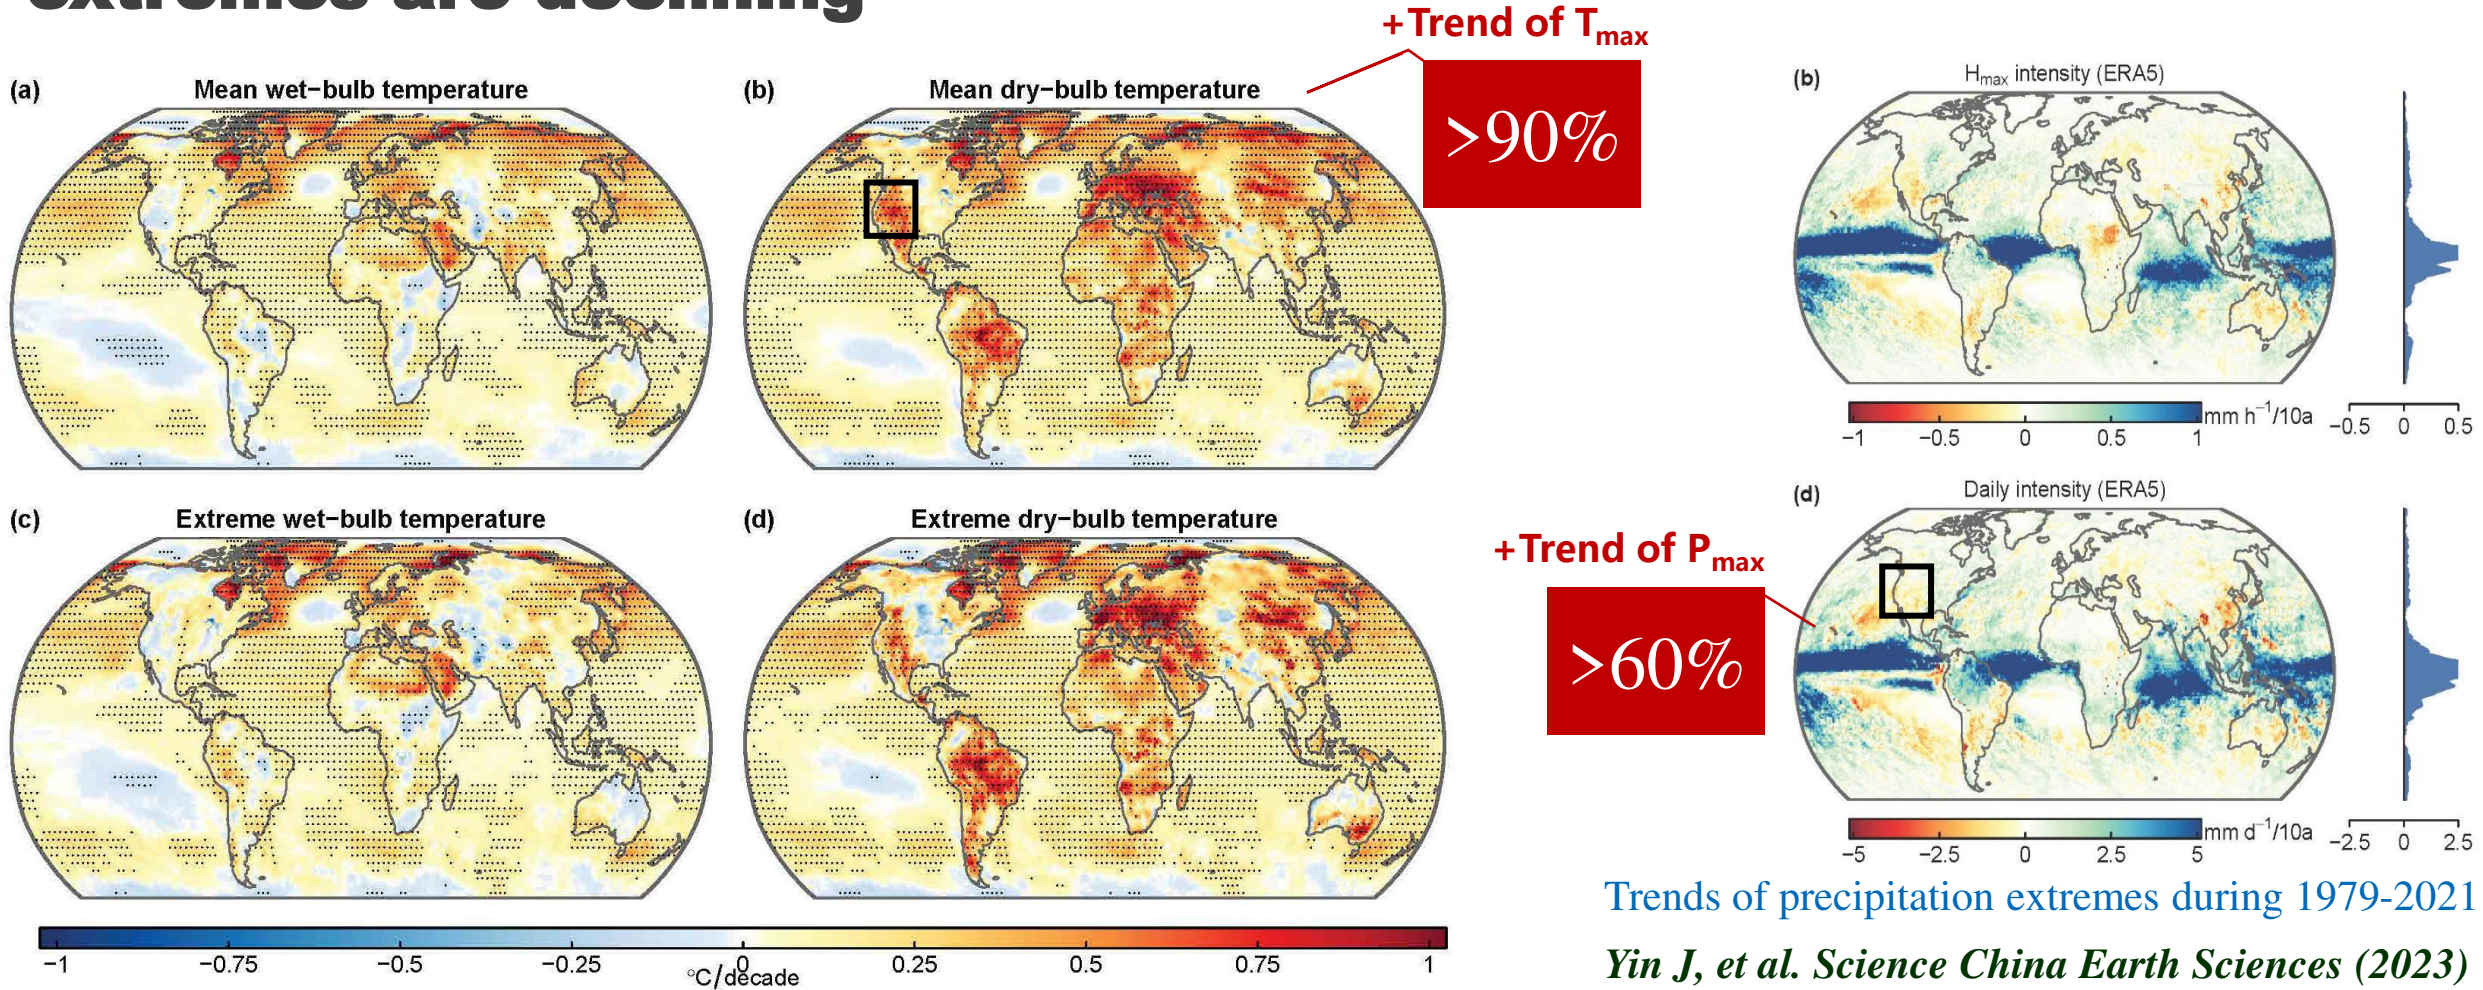 extremes are declining
+Trend of Tmax
>90%
(a) Mean wet−bulb temperature
(b) Mean dry−bulb temperature
(c) Extreme wet−bulb temperature
(d) Extreme dry−bulb temperature
−1 −0.75 −0.5 −0.25 0 0.25 0.5 0.75 1
°C/decade
(b) Hmax intensity (ERA5)
−1 −0.5 0 0.5 1 mm h⁻¹/10a −0.5 0 0.5
+Trend of Pmax
>60%
(d) Daily intensity (ERA5)
−5 −2.5 0 2.5 5 mm d⁻¹/10a −2.5 0 2.5
Trends of precipitation extremes during 1979-2021
Yin J, et al. Science China Earth Sciences (2023)